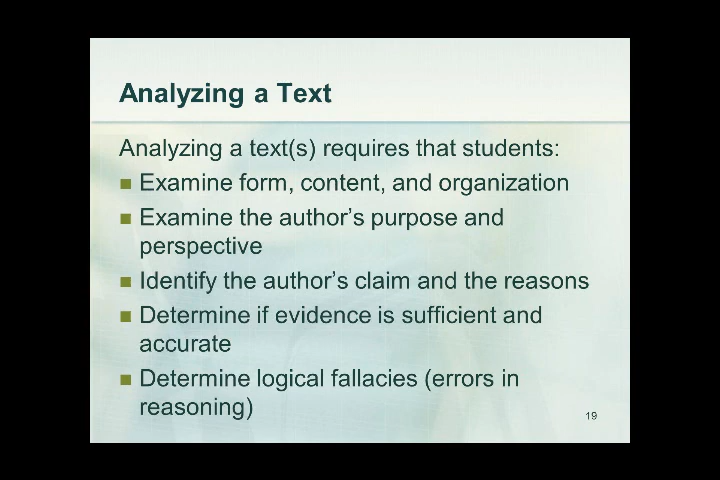 Analyzing a Text
Analyzing a text(s) requires that students:
Examine form, content, and organization
Examine the author's purpose and
perspective
Identify the author's claim and the reasons
Determine if evidence is sufficient and
accurate
Determine logical fallacies (errors in
reasoning)
19